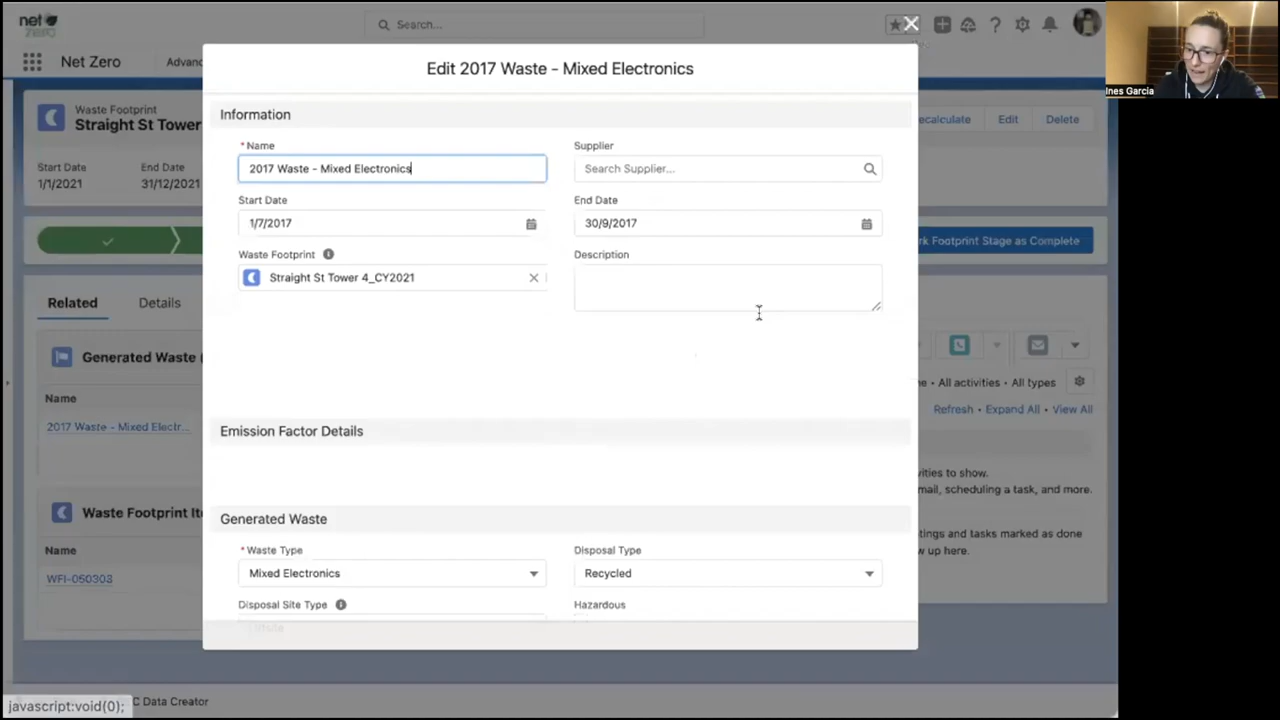 net
zero
Search...
Net Zero
Advanc
Ines Garcia
Waste Footprint
Straight St Tower
ecalculate
Edit
Delete
Start Date
End Date
1/1/2021
31/12/2021
rk Footprint Stage as Complete
Related
Details
Generated Waste (
Name
2017 Waste - Mixed Electr...
Waste Footprint Ite
Name
WFI-050303
Edit 2017 Waste - Mixed Electronics
Information
* Name
Supplier
2017 Waste - Mixed Electronics
Search Supplier...
Start Date
End Date
1/7/2017
30/9/2017
Waste Footprint
Description
Straight St Tower 4_CY2021
Emission Factor Details
Generated Waste
* Waste Type
Disposal Type
Mixed Electronics
Recycled
Disposal Site Type
Hazardous
ne • All activities • All types
Refresh • Expand All • View All
vities to show.
mail, scheduling a task, and more.
etings and tasks marked as done
w up here.
javascript:void(0);
C Data Creator